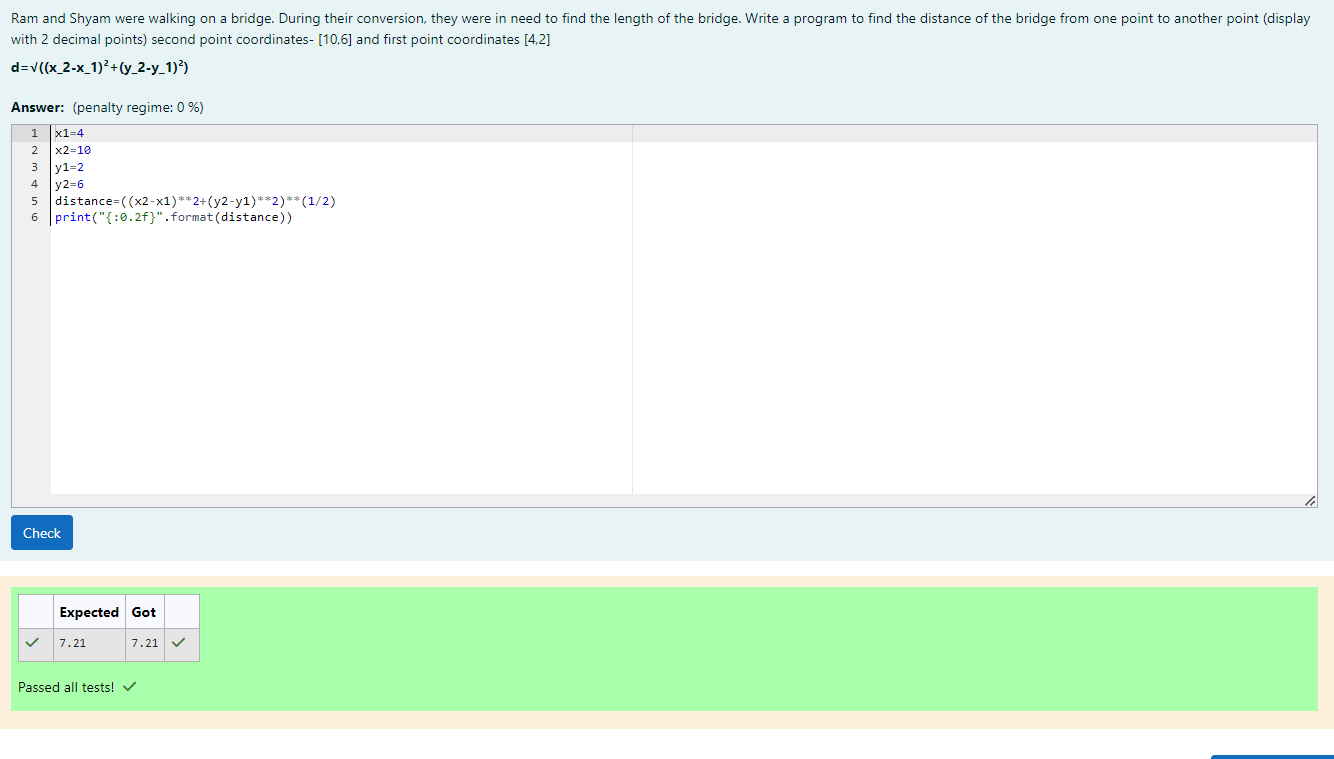 Ram and Shyam were walking on a bridge. During their conversion, they were in need to find the length of the bridge. Write a program to find the distance of the bridge from one point to another point (display
with 2 decimal points) second point coordinates- [10,6] and first point coordinates [4,2]
d=√((x_2-x_1)²+(y_2-y_1)²)
Answer: (penalty regime: 0 %)
1 x1=4
2 x2=10
3 y1=2
4 y2=6
5 distance=((x2-x1)**2+(y2-y1)**2)**(1/2)
6 print("{:0.2f}".format(distance))
Check
Expected Got
7.21 7.21
Passed all tests!